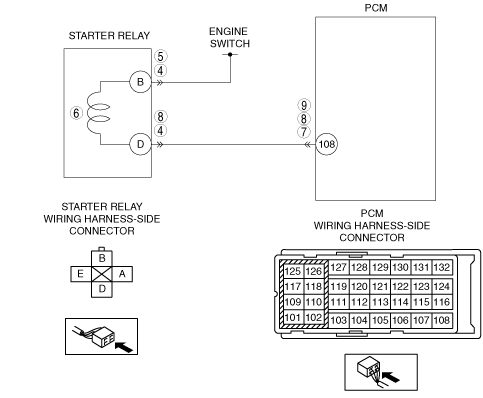 PCM
STARTER RELAY
ENGINE
SWITCH
5
4
B
6
8
4
D
9
8
7
108
STARTER RELAY
WIRING HARNESS-SIDE
CONNECTOR
B
E A
D
PCM
WIRING HARNESS-SIDE
CONNECTOR
125 126 127 128 129 130 131 132
117 118 119 120 121 122 123 124
109 110 111 112 113 114 115 116
101 102 103 104 105 106 107 108